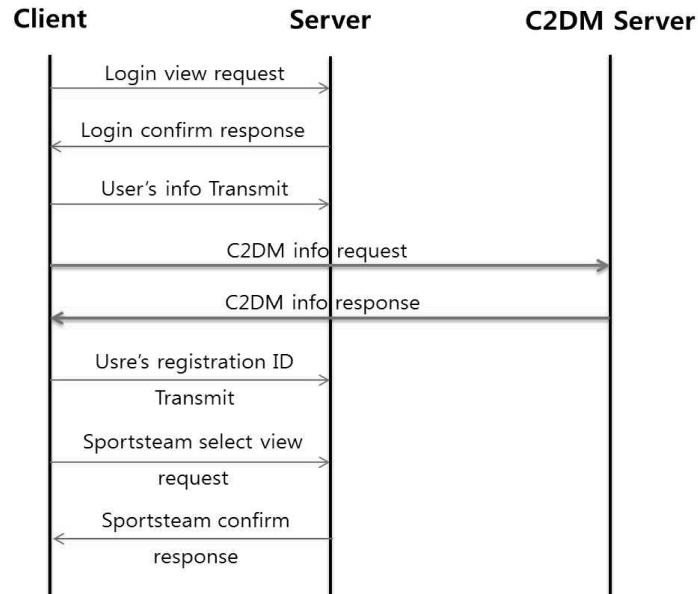 Client
Server
C2DM Server
Login view request
Login confirm response
User's info Transmit
C2DM info request
C2DM info response
Usre's registration ID
Transmit
Sportsteam select view
request
Sportsteam confirm
response